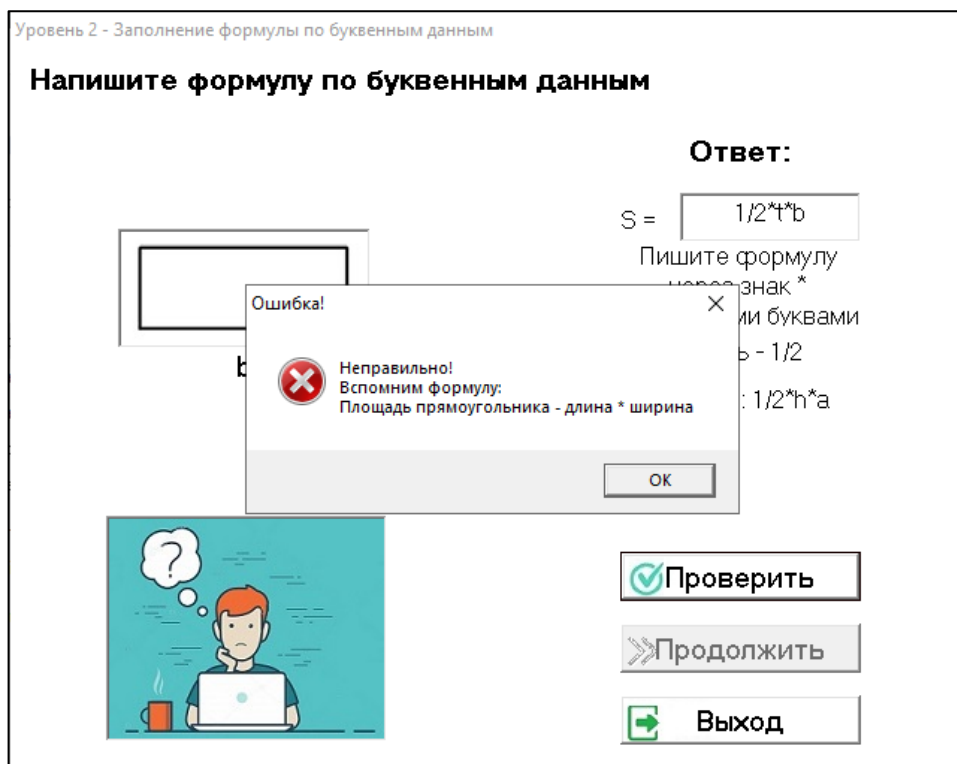 Уровень 2 - Заполнение формулы по буквенным данным
Напишите формулу по буквенным данным
Ответ:
S =
1/2*t*b
Пишите формулу
через знак *
ми буквами
ь - 1/2
: 1/2*h*a
b
Ошибка!
Неправильно!
Вспомним формулу:
Площадь прямоугольника - длина * ширина
OK
?
Проверить
Продолжить
Выход